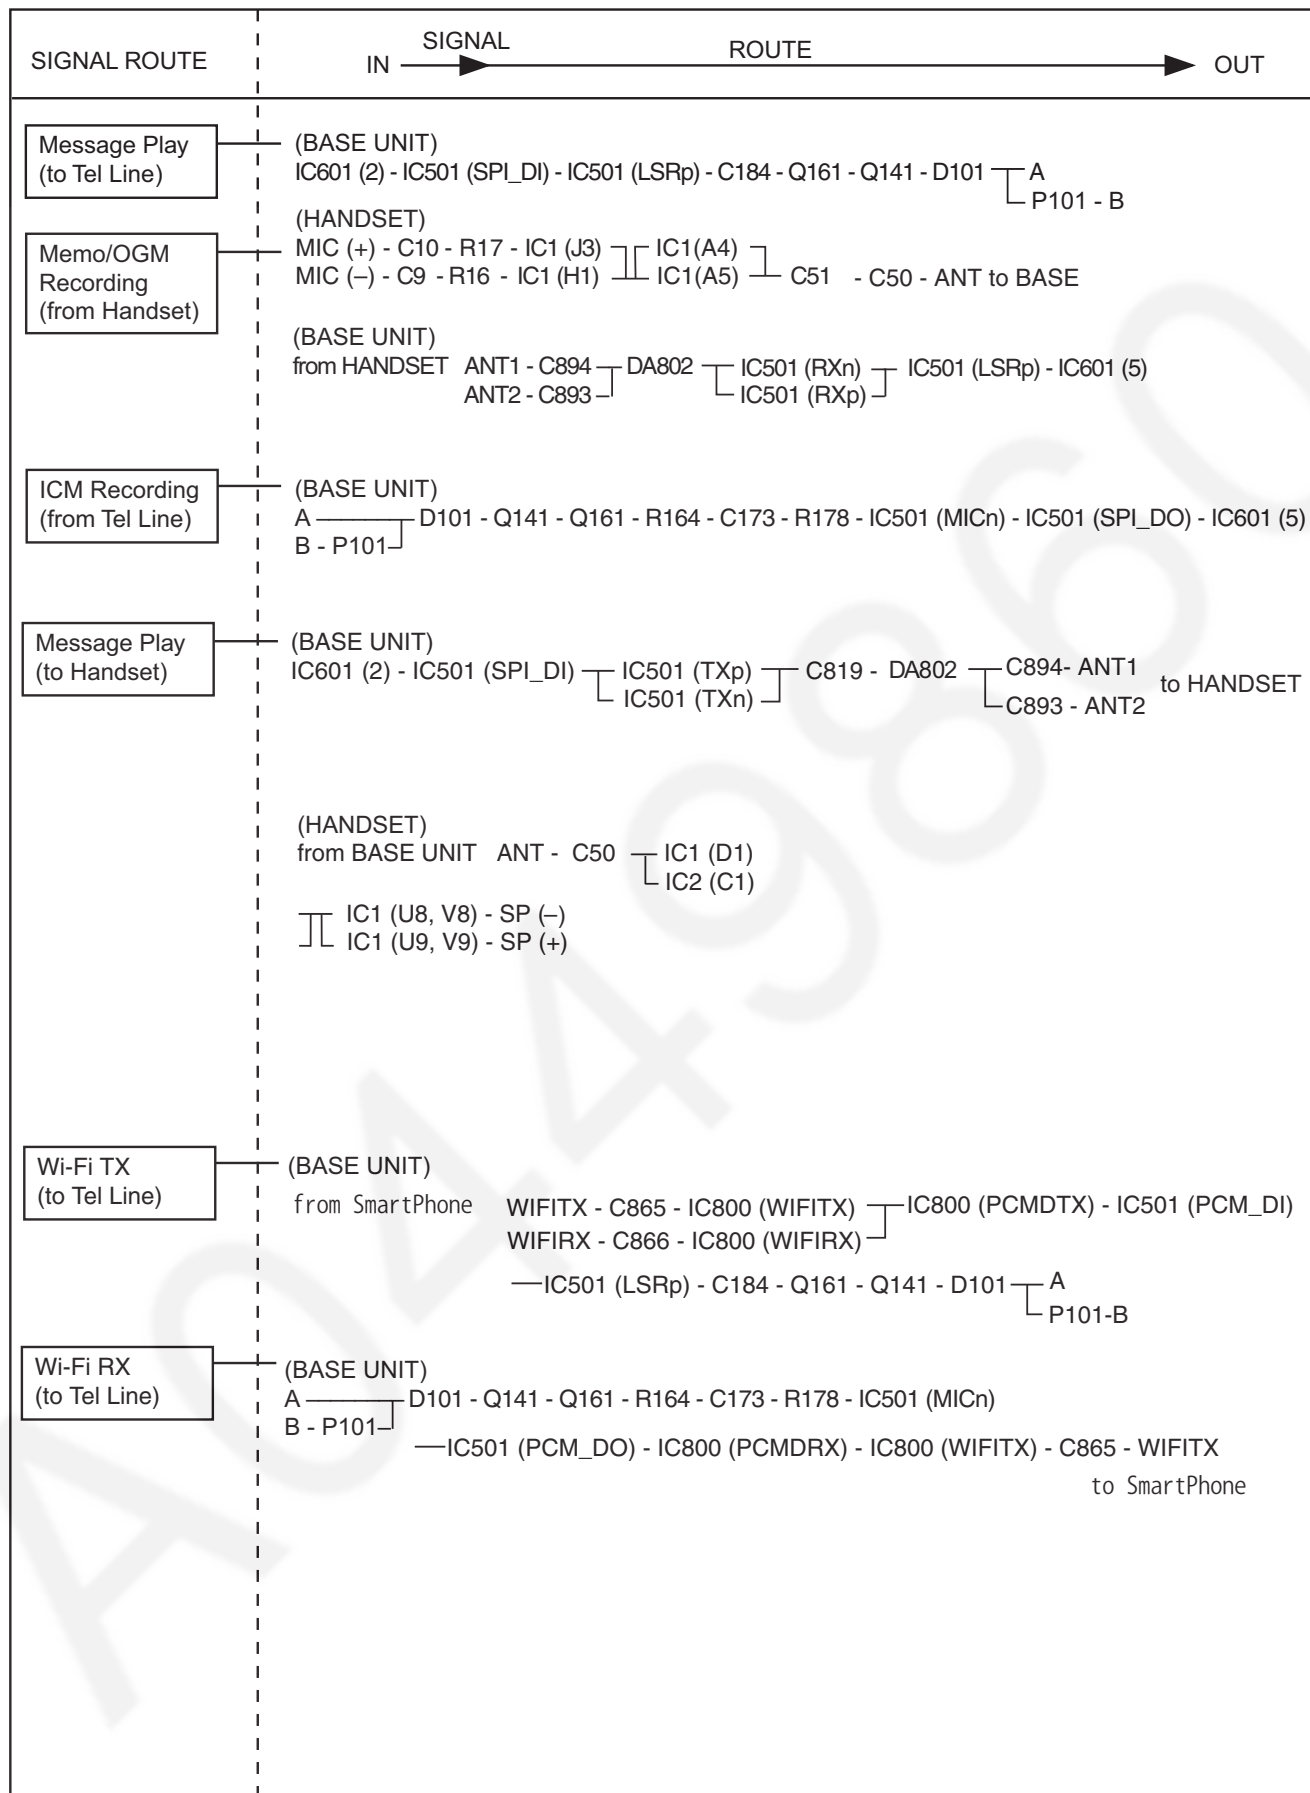 SIGNAL ROUTE
IN SIGNAL ROUTE OUT
Message Play
(to Tel Line)
(BASE UNIT)
IC601 (2) - IC501 (SPI_DI) - IC501 (LSRp) - C184 - Q161 - Q141 - D101 A
P101 - B
Memo/OGM
Recording
(from Handset)
(HANDSET)
MIC (+) - C10 - R17 - IC1 (J3) IC1(A4)
MIC (–) - C9 - R16 - IC1 (H1) IC1(A5) C51 - C50 - ANT to BASE
(BASE UNIT)
from HANDSET ANT1 - C894 DA802 IC501 (RXn) IC501 (LSRp) - IC601 (5)
ANT2 - C893 IC501 (RXp)
ICM Recording
(from Tel Line)
(BASE UNIT)
A D101 - Q141 - Q161 - R164 - C173 - R178 - IC501 (MICn) - IC501 (SPI_DO) - IC601 (5)
B - P101
Message Play
(to Handset)
(BASE UNIT)
IC601 (2) - IC501 (SPI_DI) IC501 (TXp) C819 - DA802 C894- ANT1
IC501 (TXn) C893 - ANT2 to HANDSET
(HANDSET)
from BASE UNIT ANT - C50 IC1 (D1)
IC2 (C1)
IC1 (U8, V8) - SP (–)
IC1 (U9, V9) - SP (+)
Wi-Fi TX
(to Tel Line)
(BASE UNIT)
from SmartPhone WIFITX - C865 - IC800 (WIFITX) IC800 (PCMDTX) - IC501 (PCM_DI)
WIFIRX - C866 - IC800 (WIFIRX)
IC501 (LSRp) - C184 - Q161 - Q141 - D101 A
P101-B
Wi-Fi RX
(to Tel Line)
(BASE UNIT)
A D101 - Q141 - Q161 - R164 - C173 - R178 - IC501 (MICn)
B - P101
IC501 (PCM_DO) - IC800 (PCMDRX) - IC800 (WIFITX) - C865 - WIFITX
to SmartPhone
A0449860